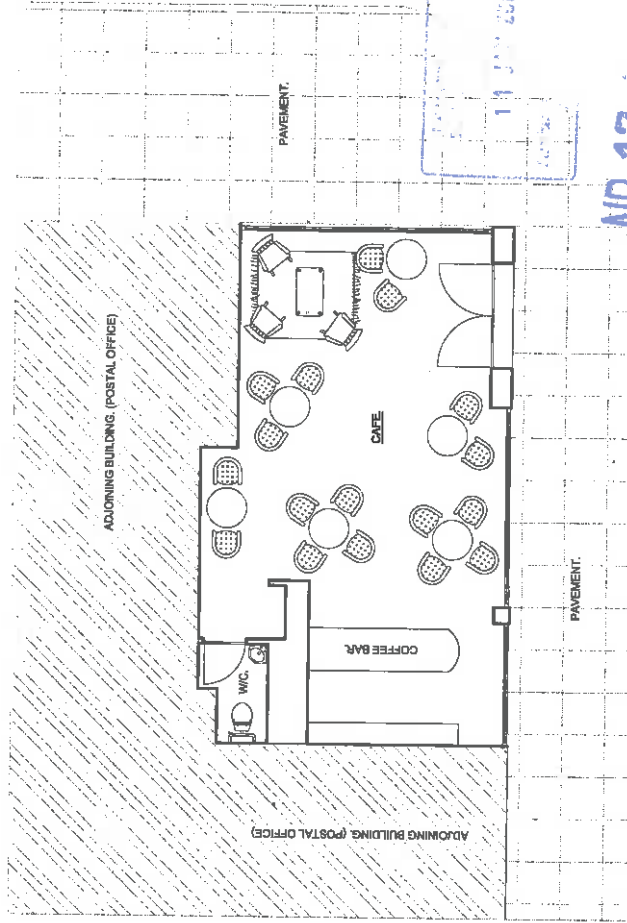 ADJOINING BUILDING. (POSTAL OFFICE)
PAVEMENT.
CAFE
W/C.
COFFEE BAR.
PAVEMENT.
ADJOINING BUILDING. (POSTAL OFFICE)